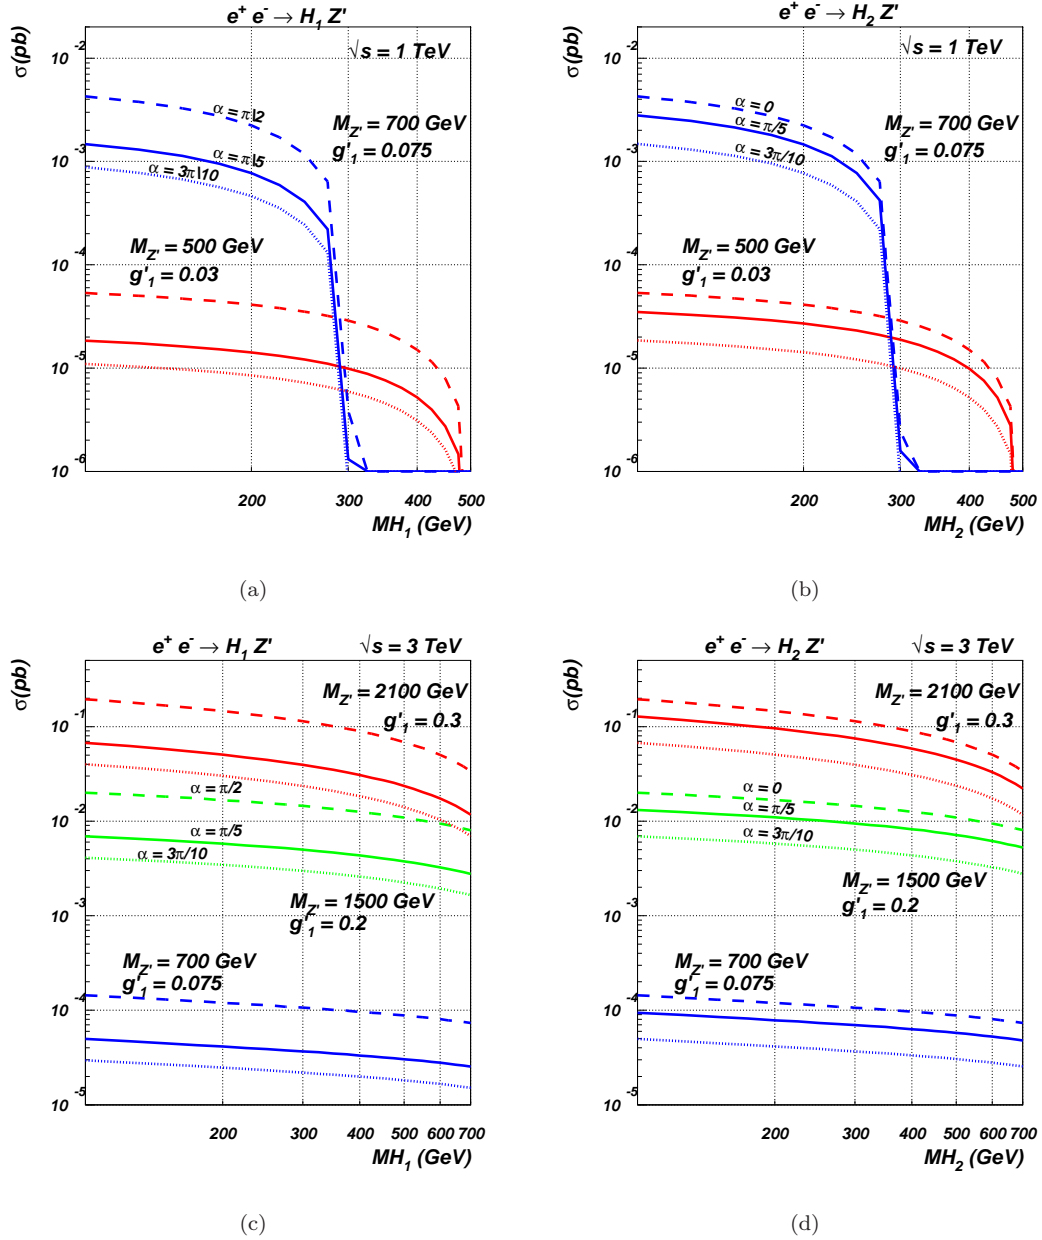 e⁺ e⁻ → H₁ Z'
σ(pb)
√s = 1 TeV
10⁻²
α = π\2
M_Z' = 700 GeV
g'₁ = 0.075
10⁻³
α = π\5
α = 3π\10
M_Z' = 500 GeV
g'₁ = 0.03
10⁻⁴
10⁻⁵
10⁻⁶
200 300 400 500
MH₁ (GeV)
(a)
e⁺ e⁻ → H₂ Z'
σ(pb)
√s = 1 TeV
10⁻²
α = 0
α = π/5
M_Z' = 700 GeV
g'₁ = 0.075
10⁻³
α = 3π/10
M_Z' = 500 GeV
g'₁ = 0.03
10⁻⁴
10⁻⁵
10⁻⁶
200 300 400 500
MH₂ (GeV)
(b)
e⁺ e⁻ → H₁ Z'
√s = 3 TeV
σ(pb)
M_Z' = 2100 GeV
g'₁ = 0.3
10⁻¹
α = π/2
10⁻²
α = π/5
α = 3π/10
M_Z' = 1500 GeV
g'₁ = 0.2
10⁻³
M_Z' = 700 GeV
g'₁ = 0.075
10⁻⁴
10⁻⁵
200 300 400 500 600 700
MH₁ (GeV)
(c)
e⁺ e⁻ → H₂ Z'
√s = 3 TeV
σ(pb)
M_Z' = 2100 GeV
g'₁ = 0.3
10⁻¹
α = 0
α = π/5
10⁻²
α = 3π/10
M_Z' = 1500 GeV
g'₁ = 0.2
10⁻³
M_Z' = 700 GeV
g'₁ = 0.075
10⁻⁴
10⁻⁵
200 300 400 500 600 700
MH₂ (GeV)
(d)